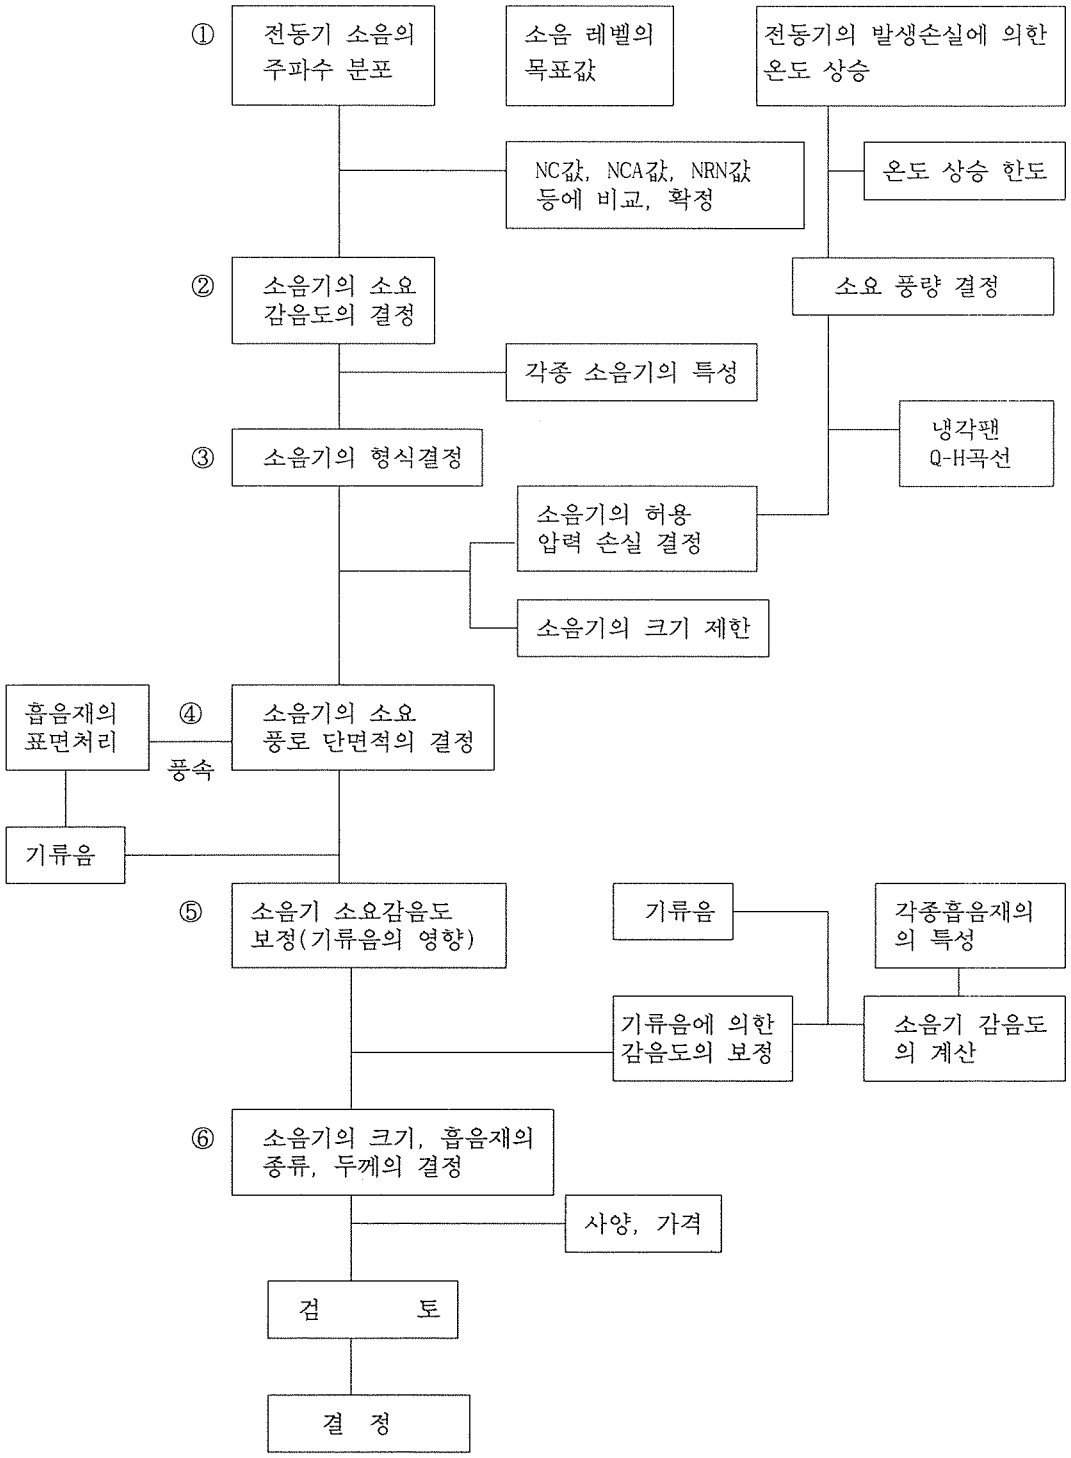 ①
전동기 소음의
주파수 분포
소음 레벨의
목표값
전동기의 발생손실에 의한
온도 상승
NC값, NCA값, NRN값
등에 비교, 확정
온도 상승 한도
②
소음기의 소요
감음도의 결정
소요 풍량 결정
각종 소음기의 특성
③
소음기의 형식결정
냉각팬
Q-H곡선
소음기의 허용
압력 손실 결정
소음기의 크기 제한
흡음재의
표면처리
④
풍속
소음기의 소요
풍로 단면적의 결정
기류음
⑤
소음기 소요감음도
보정(기류음의 영향)
기류음
각종흡음재의
의 특성
기류음에 의한
감음도의 보정
소음기 감음도
의 계산
⑥
소음기의 크기, 흡음재의
종류, 두께의 결정
사양, 가격
검 토
결 정